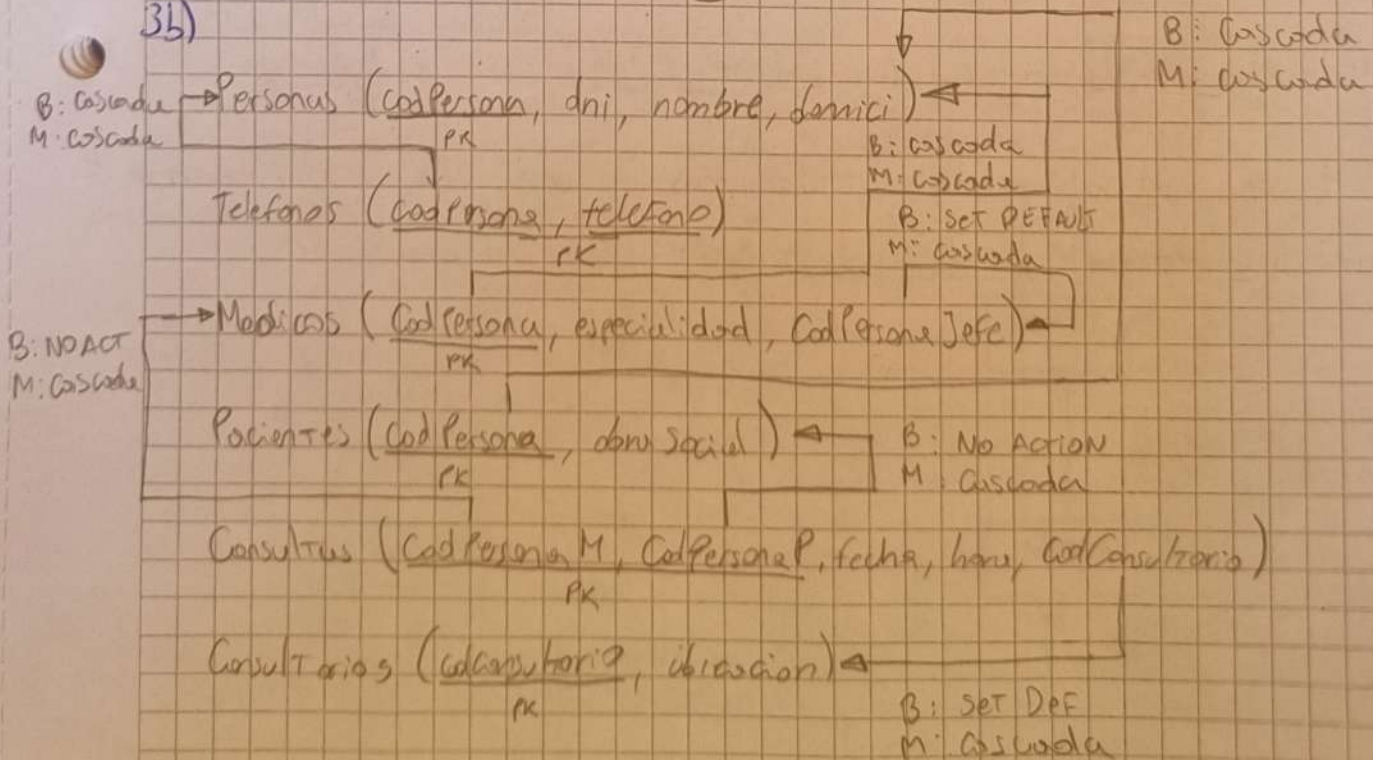 3b)
B: Cascada
M: cascada
B: Cascada
M: cascada
Personas (codPersona, dni, nombre, domici)
PK
B: cascada
M: cascada
Telefonos (codPersona, telefono)
PK
B: SET DEFAULT
M: cascada
Medicos (CodPersona, especialidad, CodPersonaJefe)
PK
B: NO ACT
M: Cascada
Pacientes (CodPersona, obra social)
PK
B: NO ACTION
M: Cascada
Consultas (CodPersonaM, CodPersonaP, fecha, hora, CodConsultorio)
PK
Consultorios (codConsultorio, ubicacion)
PK
B: SET DEF
M: Cascada